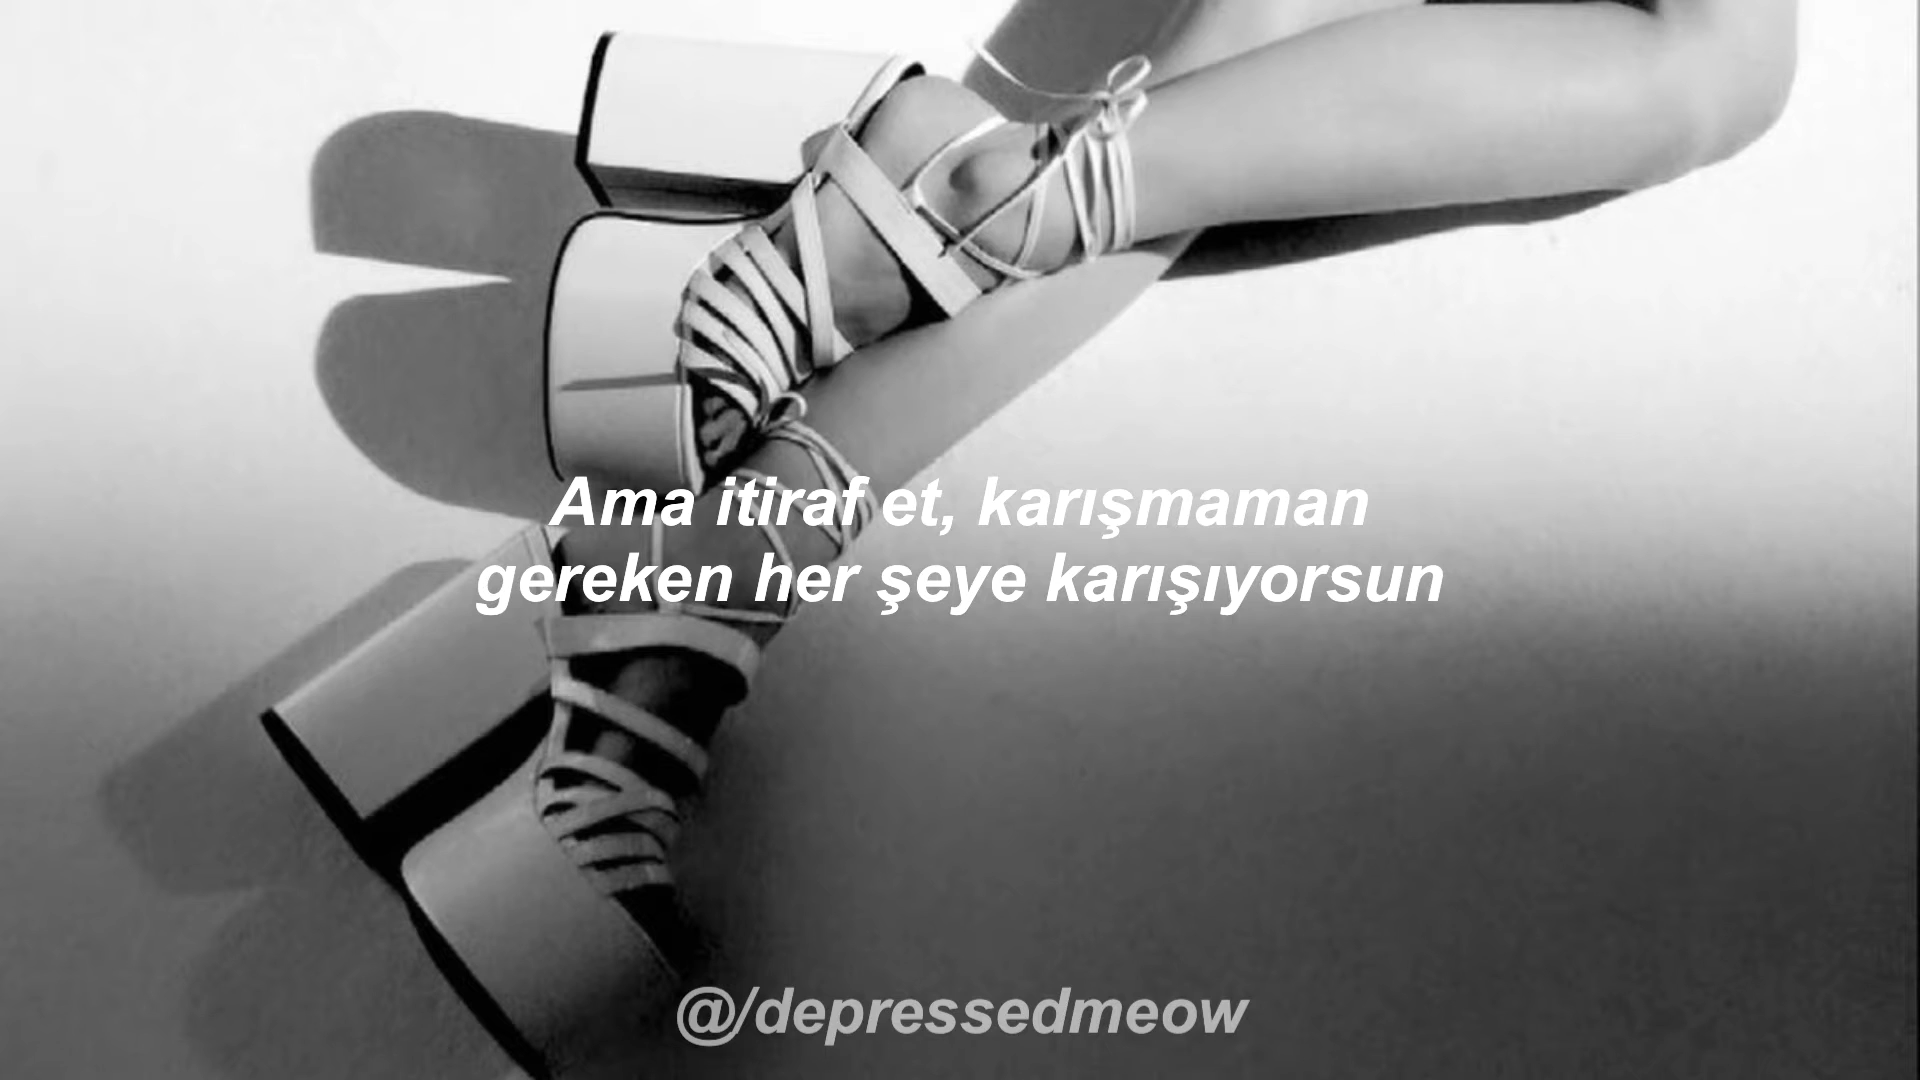 Ama itiraf et, karışmaman
gereken her şeye karışıyorsun
@/depressedmeow